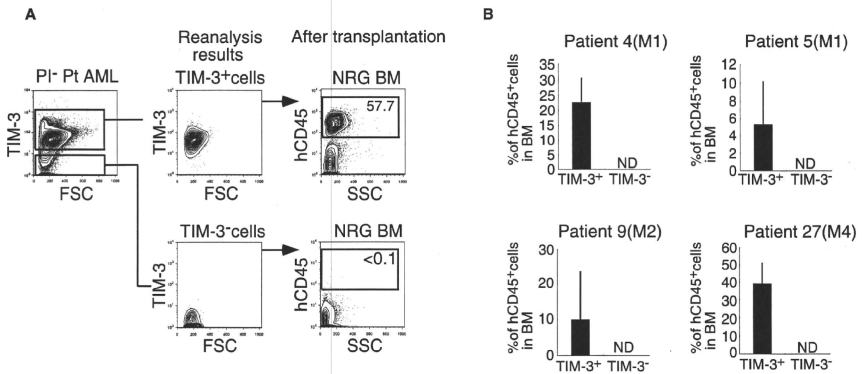 A
Reanalysis
results
After transplantation
PI- Pt AML
TIM-3+cells
NRG BM
TIM-3
FSC
TIM-3
FSC
hCD45
57.7
SSC
TIM-3-cells
NRG BM
TIM-3
FSC
hCD45
<0.1
SSC
B
Patient 4(M1)
%of hCD45+cells
in BM
35
30
25
20
15
10
5
0
ND
TIM-3+ TIM-3-
Patient 5(M1)
%of hCD45+cells
in BM
12
10
8
6
4
2
0
ND
TIM-3+ TIM-3-
Patient 9(M2)
%of hCD45+cells
in BM
30
20
10
0
ND
TIM-3+ TIM-3-
Patient 27(M4)
%of hCD45+cells
in BM
60
50
40
30
20
10
0
ND
TIM-3+ TIM-3-